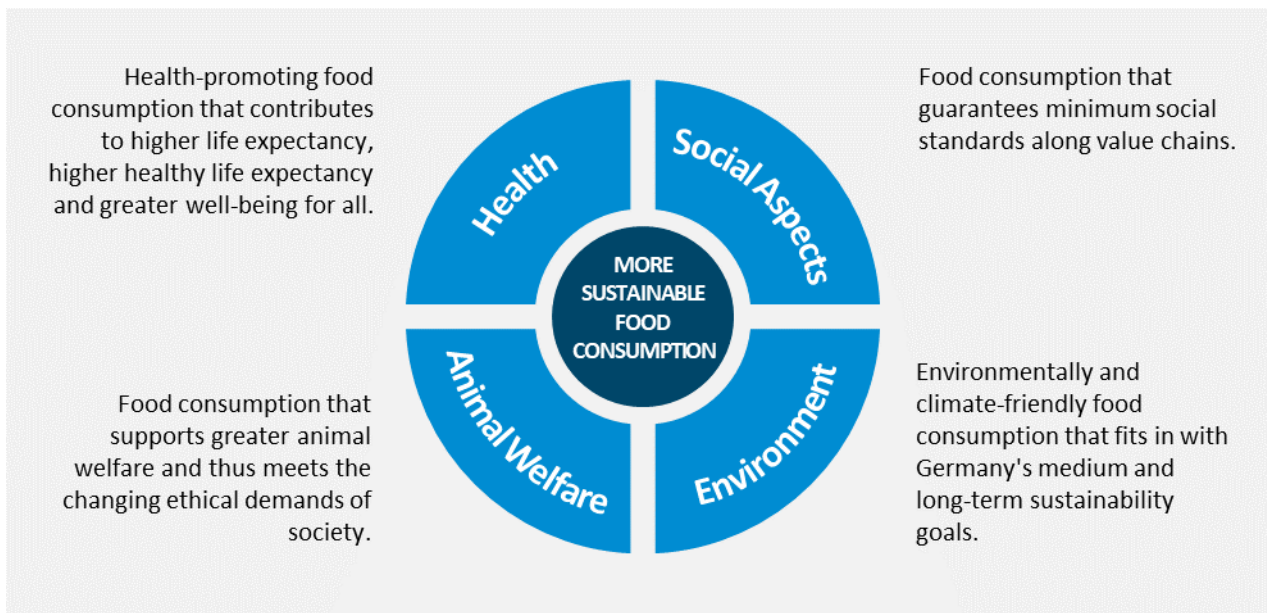 Health-promoting food
consumption that contributes
to higher life expectancy,
higher healthy life expectancy
and greater well-being for all.
Health
Social Aspects
Food consumption that
guarantees minimum social
standards along value chains.
MORE
SUSTAINABLE
FOOD
CONSUMPTION
Food consumption that
supports greater animal
welfare and thus meets the
changing ethical demands of
society.
Animal Welfare
Environment
Environmentally and
climate-friendly food
consumption that fits in with
Germany's medium and
long-term sustainability
goals.